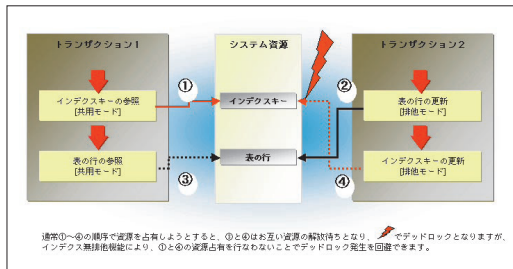 トランザクション1
システム資源
トランザクション2
①
②
インデクスキーの参照
[共用モード]
インデクスキー
表の行の更新
[排他モード]
表の行の参照
[共用モード]
表の行
インデクスキーの更新
[排他モード]
③
④
通常①~④の順序で資源を占有しようとすると、③と④はお互い資源の解放待ちとなり、 でデッドロックとなりますが、
インデクス無排他機能により、①と④の資源占有を行なわないことでデッドロック発生を回避できます。